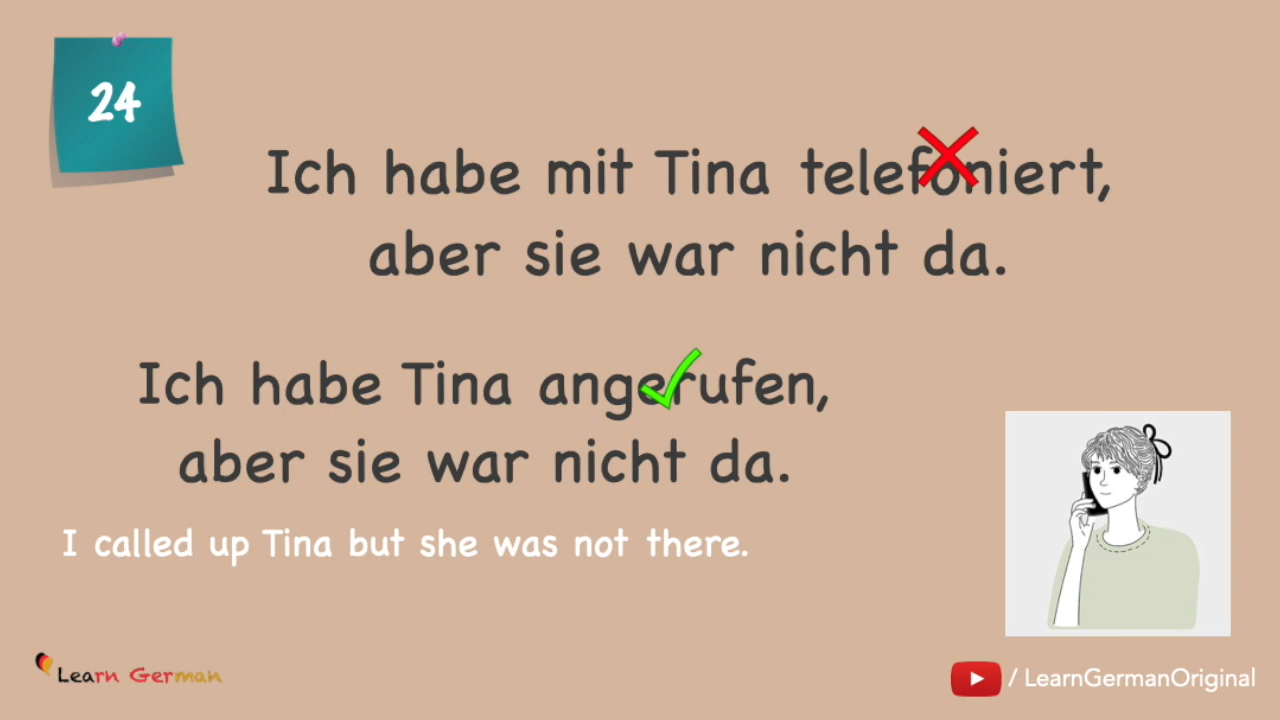 24
Ich habe mit Tina telefoniert,
aber sie war nicht da.
Ich habe Tina angerufen,
aber sie war nicht da.
I called up Tina but she was not there.
Learn German
/ LearnGermanOriginal